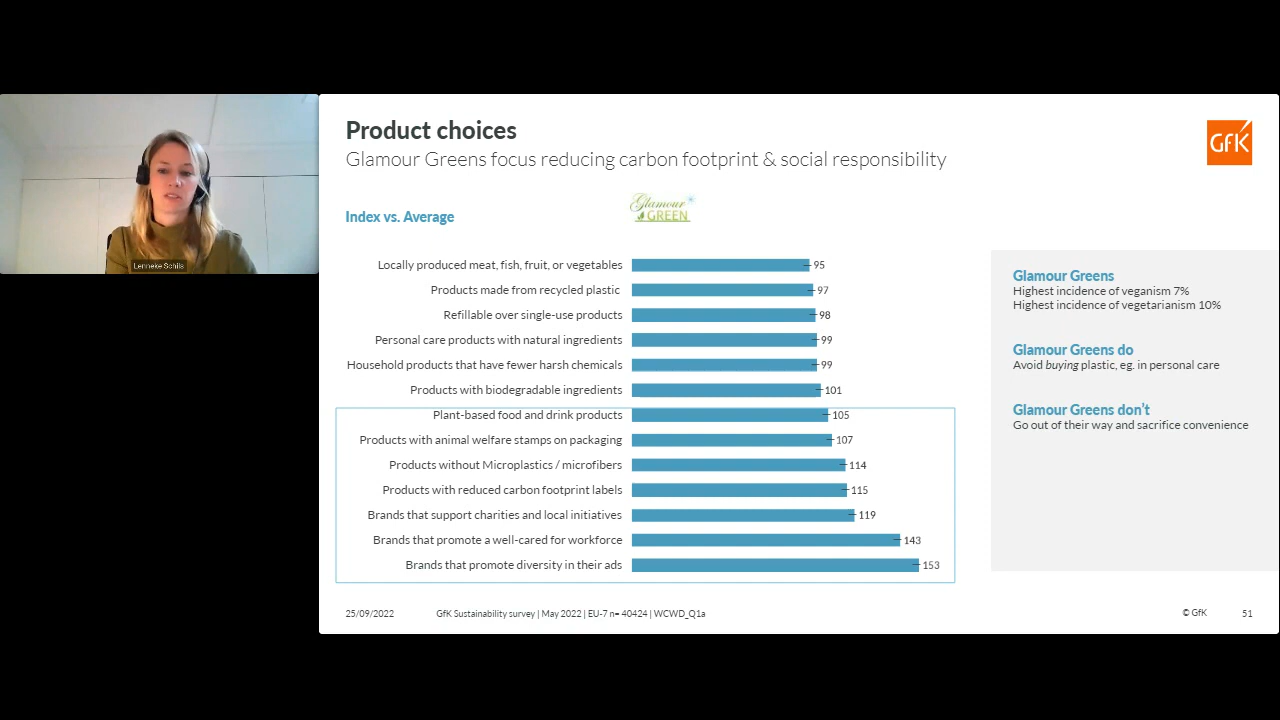 Product choices
Glamour Greens focus reducing carbon footprint & social responsibility
GfK
Index vs. Average
Glamour
GREEN
Lenneke Schils
Locally produced meat, fish, fruit, or vegetables 95
Products made from recycled plastic 97
Refillable over single-use products 98
Personal care products with natural ingredients 99
Household products that have fewer harsh chemicals 99
Products with biodegradable ingredients 101
Plant-based food and drink products 105
Products with animal welfare stamps on packaging 107
Products without Microplastics / microfibers 114
Products with reduced carbon footprint labels 115
Brands that support charities and local initiatives 119
Brands that promote a well-cared for workforce 143
Brands that promote diversity in their ads 153
Glamour Greens
Highest incidence of veganism 7%
Highest incidence of vegetarianism 10%
Glamour Greens do
Avoid buying plastic, eg. in personal care
Glamour Greens don't
Go out of their way and sacrifice convenience
25/09/2022 GfK Sustainability survey | May 2022 | EU-7 n= 40424 | WCWD_Q1a © GfK 51